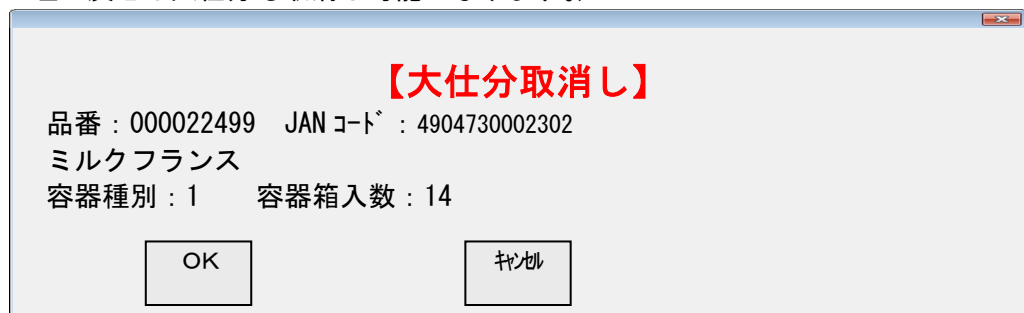 【大仕分取消し】
品番：000022499　JANｺｰﾄﾞ：4904730002302
ミルクフランス
容器種別：1　容器箱入数：14
OK　ｷｬﾝｾﾙ